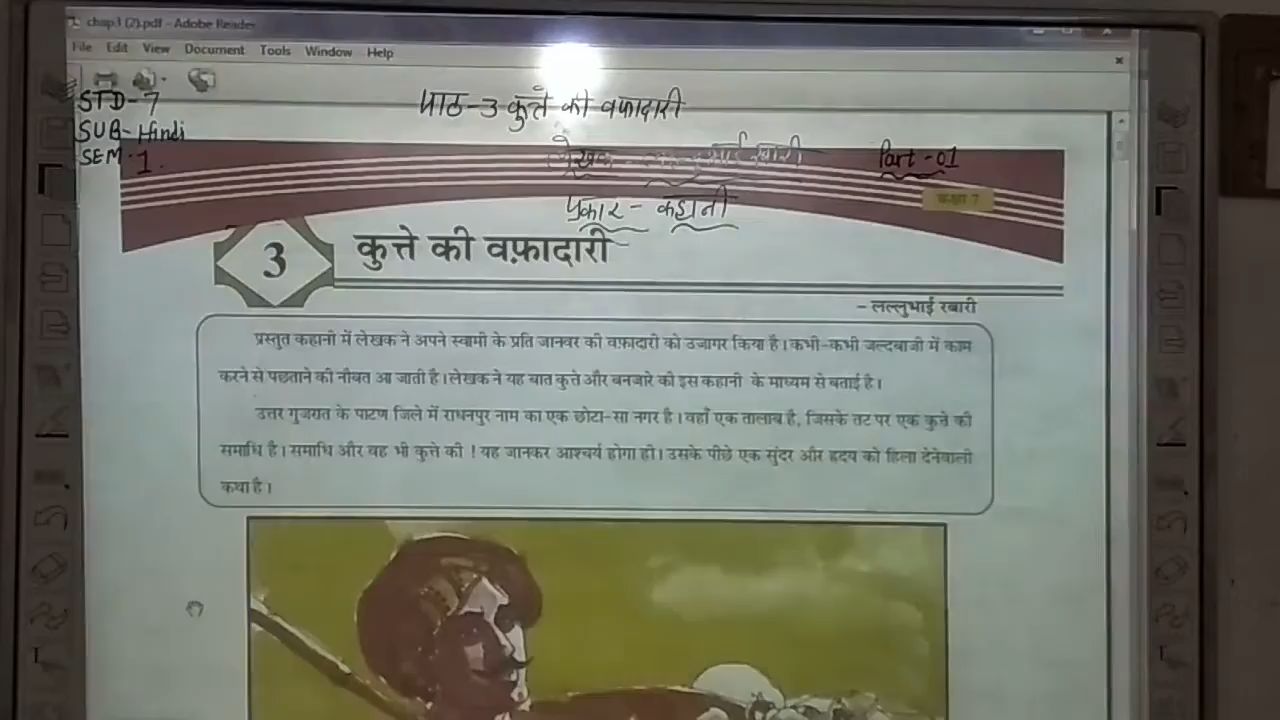 chap3 (2).pdf - Adobe Reader
File Edit View Document Tools Window Help
STD-7
SUB-Hindi
SEM-1.
पाठ-3 कुत्ते की वफादारी
लेखक - लल्लुभाई रबारी
Part-01
प्रकार - कहानी
कक्षा 7
3
कुत्ते की वफ़ादारी
- लल्लुभाई रबारी
प्रस्तुत कहानी में लेखक ने अपने स्वामी के प्रति जानवर की वफ़ादारी को उजागर किया है। कभी-कभी जल्दबाजी में काम
करने से पछताने की नौबत आ जाती है। लेखक ने यह बात कुत्ते और बनजारे की इस कहानी के माध्यम से बताई है।
उत्तर गुजरात के पाटण जिले में राधनपुर नाम का एक छोटा-सा नगर है। वहाँ एक तालाब है, जिसके तट पर एक कुत्ते की
समाधि है। समाधि और वह भी कुत्ते की ! यह जानकर आश्चर्य होगा ही। उसके पीछे एक सुंदर और हृदय को हिला देनेवाली
कथा है।